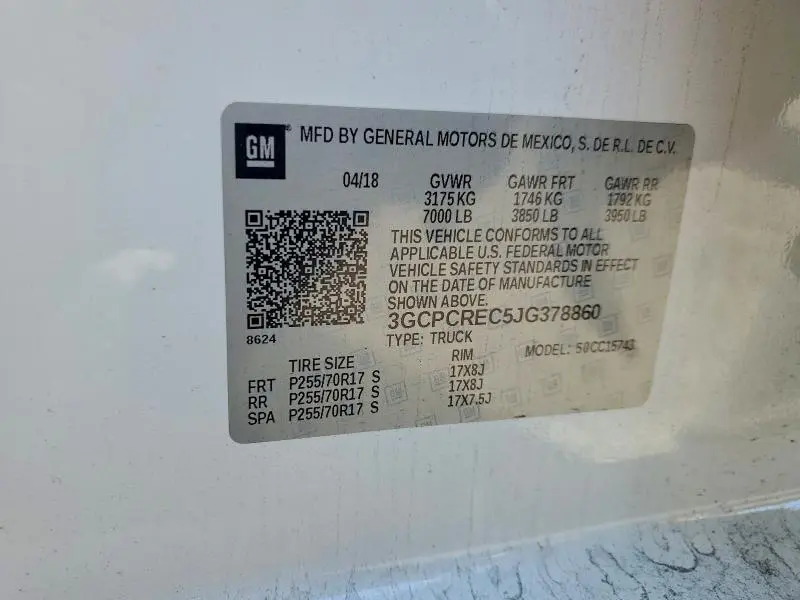 GM ® MFD BY GENERAL MOTORS DE MEXICO, S. DE R.L. DE C.V.
04/18 GVWR GAWR FRT GAWR RR
3175 KG 1746 KG 1792 KG
7000 LB 3850 LB 3950 LB
THIS VEHICLE CONFORMS TO ALL
APPLICABLE U.S. FEDERAL MOTOR
VEHICLE SAFETY STANDARDS IN EFFECT
ON THE DATE OF MANUFACTURE
SHOWN ABOVE.
3GCPCREC5JG378860
8624
TYPE: TRUCK MODEL: 50CC15743
TIRE SIZE RIM
FRT P255/70R17 S 17X8J
RR P255/70R17 S 17X8J
SPA P255/70R17 S 17X7.5J